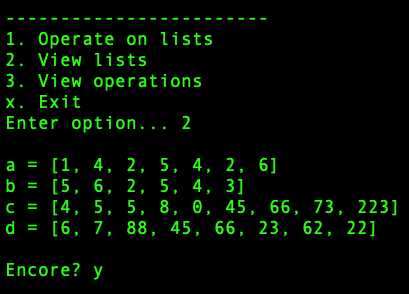 ------------------------
1. Operate on lists
2. View lists
3. View operations
x. Exit
Enter option... 2
a = [1, 4, 2, 5, 4, 2, 6]
b = [5, 6, 2, 5, 4, 3]
c = [4, 5, 5, 8, 0, 45, 66, 73, 223]
d = [6, 7, 88, 45, 66, 23, 62, 22]
Encore? y